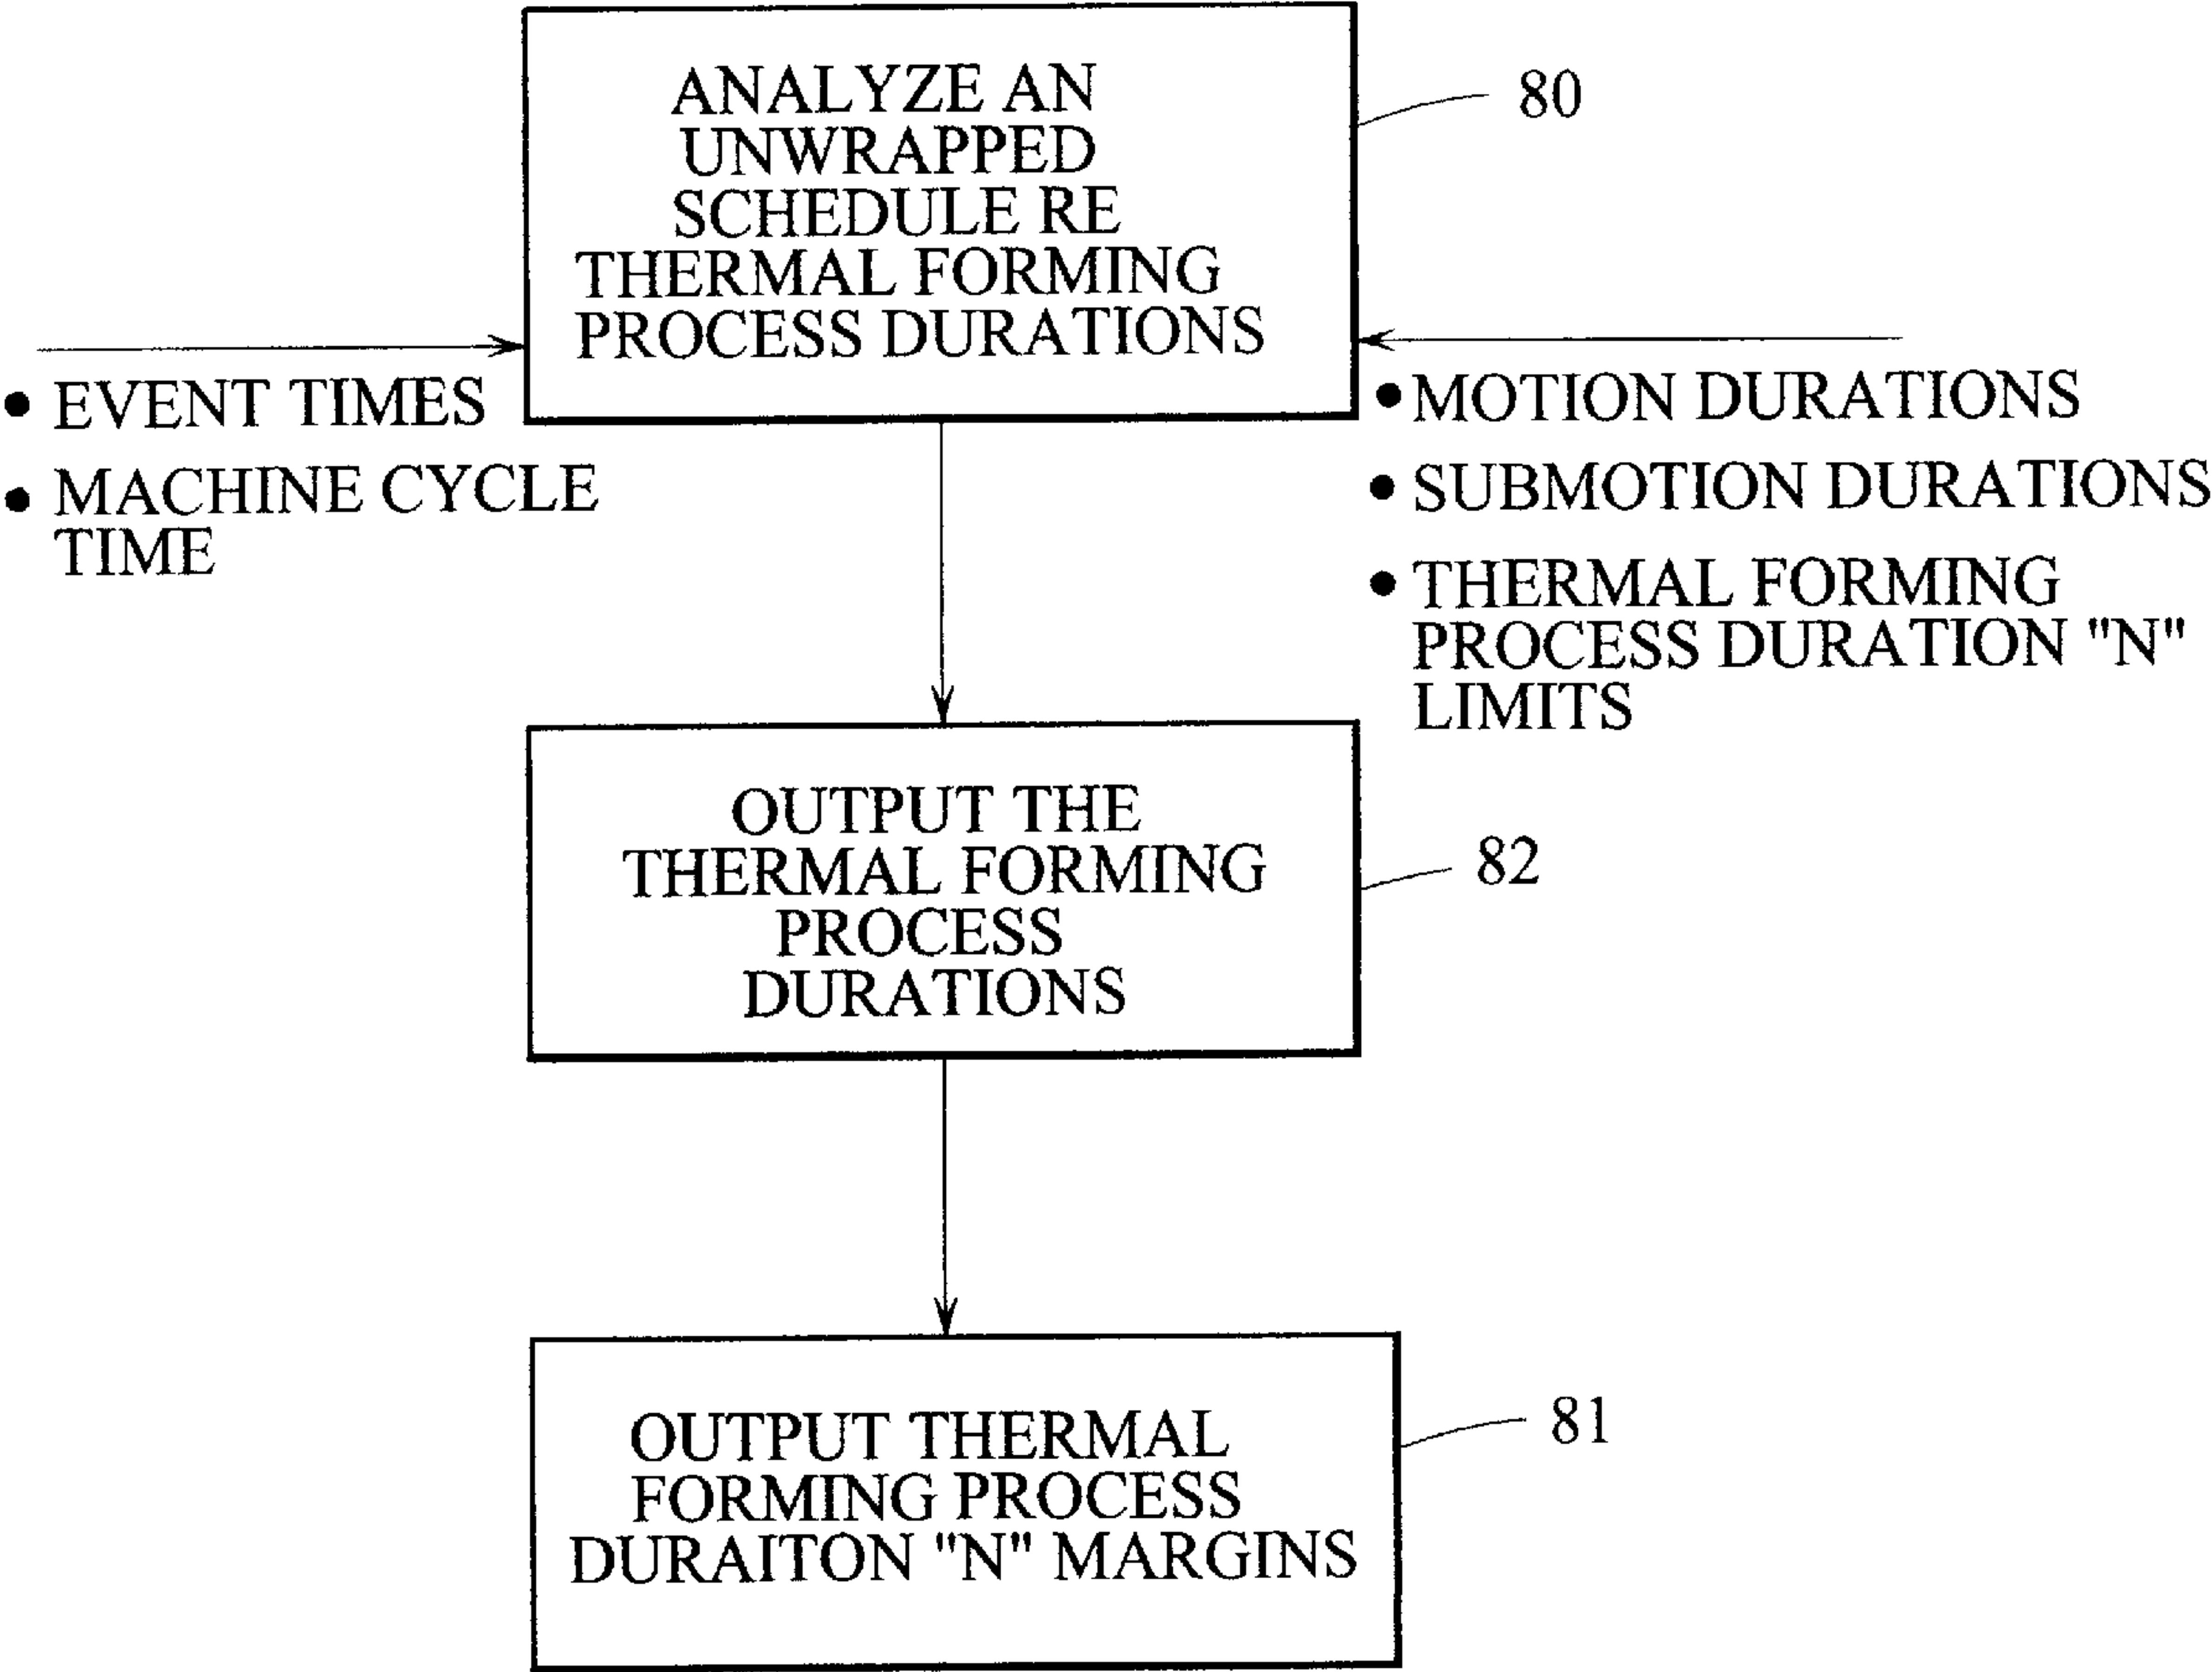 ANALYZE AN
UNWRAPPED
SCHEDULE RE
THERMAL FORMING
PROCESS DURATIONS
80
• EVENT TIMES
• MACHINE CYCLE
TIME
• MOTION DURATIONS
• SUBMOTION DURATIONS
• THERMAL FORMING
PROCESS DURATION "N"
LIMITS
OUTPUT THE
THERMAL FORMING
PROCESS
DURATIONS
82
OUTPUT THERMAL
FORMING PROCESS
DURAITON "N" MARGINS
81